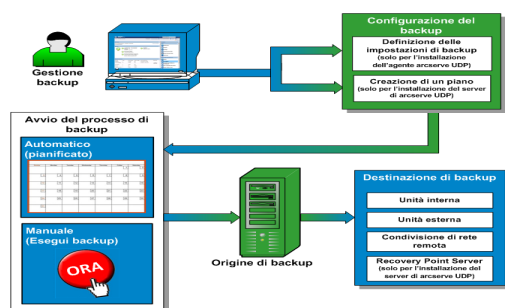 Configurazione del
backup
Definizione delle
impostazioni di backup
(solo per l'installazione
dell'agente arcserve UDP)
Creazione di un piano
(solo per l'installazione del server
di arcserve UDP)
Gestione
backup
Avvio del processo di
backup
Automatico
(pianificato)
Manuale
(Esegui backup)
ORA
Origine di backup
Destinazione di backup
Unità interna
Unità esterna
Condivisione di rete
remota
Recovery Point Server
(solo per l'installazione del
server di arcserve UDP)